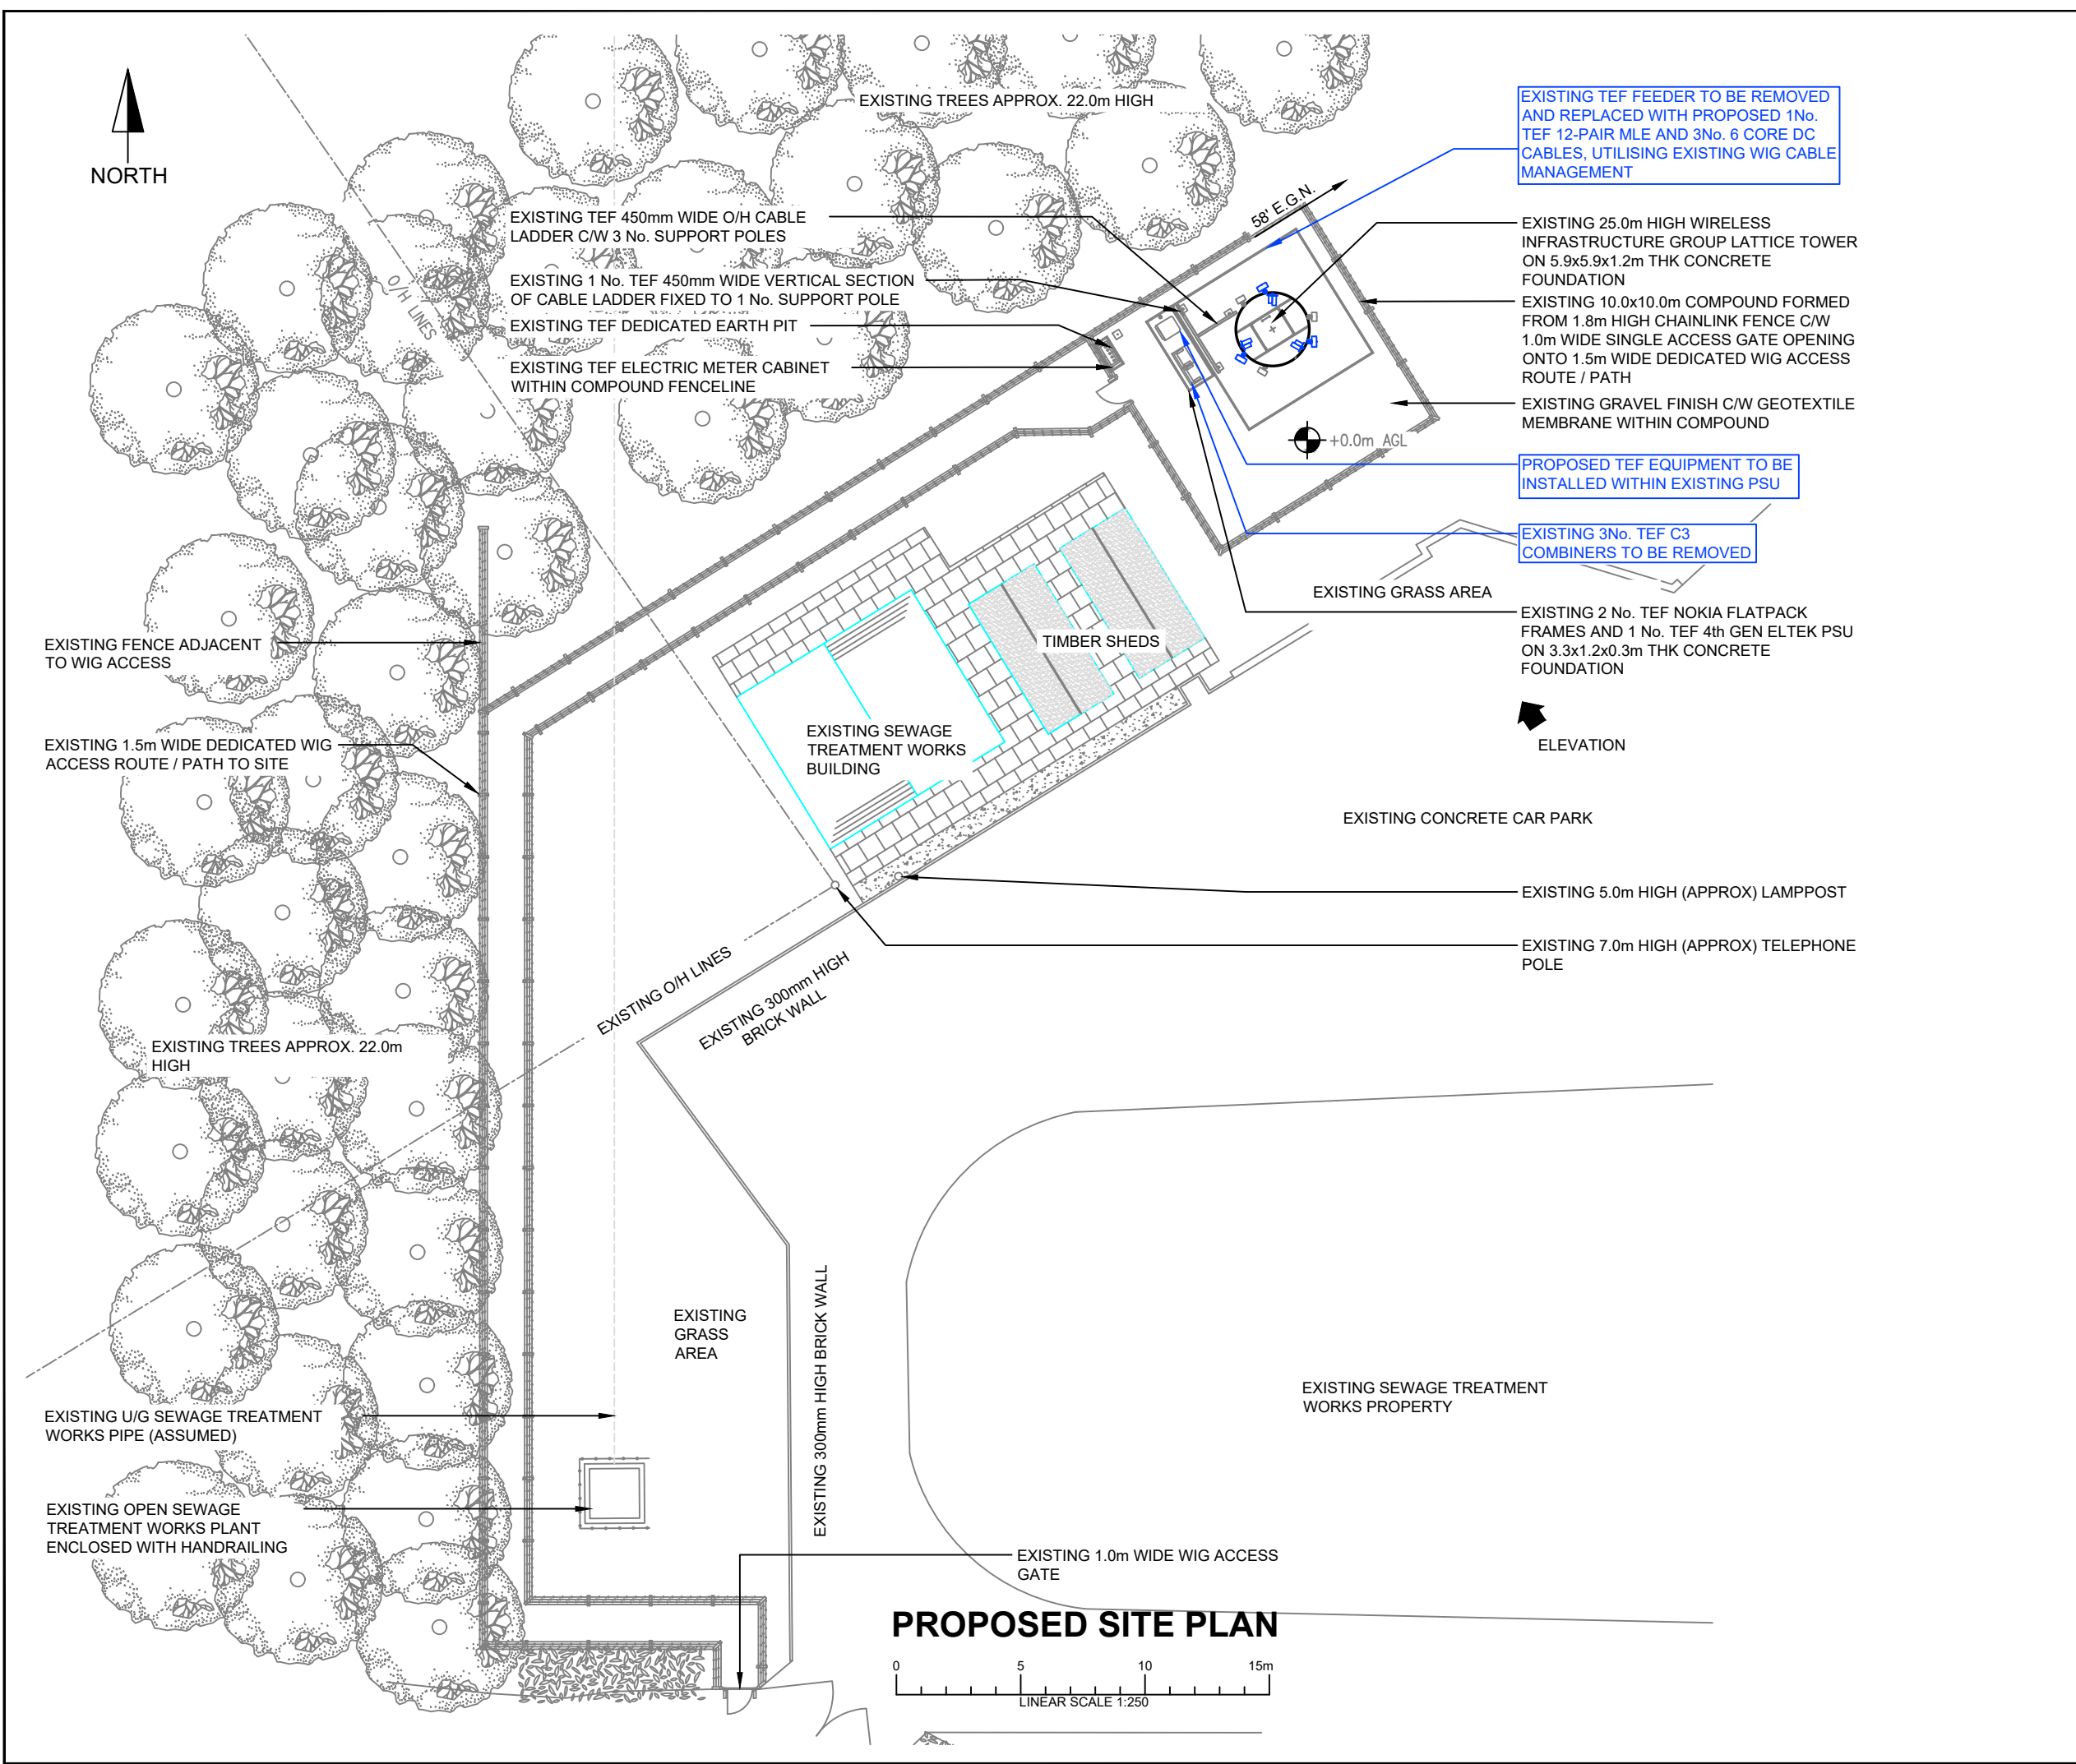 NORTH
O/H LINES
EXISTING TREES APPROX. 22.0m HIGH
58' E.G.N.
EXISTING TEF FEEDER TO BE REMOVED
AND REPLACED WITH PROPOSED 1No.
TEF 12-PAIR MLE AND 3No. 6 CORE DC
CABLES, UTILISING EXISTING WIG CABLE
MANAGEMENT
EXISTING TEF 450mm WIDE O/H CABLE
LADDER C/W 3 No. SUPPORT POLES
EXISTING 1 No. TEF 450mm WIDE VERTICAL SECTION
OF CABLE LADDER FIXED TO 1 No. SUPPORT POLE
EXISTING TEF DEDICATED EARTH PIT
EXISTING TEF ELECTRIC METER CABINET
WITHIN COMPOUND FENCELINE
EXISTING 25.0m HIGH WIRELESS
INFRASTRUCTURE GROUP LATTICE TOWER
ON 5.9x5.9x1.2m THK CONCRETE
FOUNDATION
EXISTING 10.0x10.0m COMPOUND FORMED
FROM 1.8m HIGH CHAINLINK FENCE C/W
1.0m WIDE SINGLE ACCESS GATE OPENING
ONTO 1.5m WIDE DEDICATED WIG ACCESS
ROUTE / PATH
EXISTING GRAVEL FINISH C/W GEOTEXTILE
MEMBRANE WITHIN COMPOUND
+0.0m AGL
PROPOSED TEF EQUIPMENT TO BE
INSTALLED WITHIN EXISTING PSU
EXISTING 3No. TEF C3
COMBINERS TO BE REMOVED
EXISTING GRASS AREA
EXISTING 2 No. TEF NOKIA FLATPACK
FRAMES AND 1 No. TEF 4th GEN ELTEK PSU
ON 3.3x1.2x0.3m THK CONCRETE
FOUNDATION
ELEVATION
TIMBER SHEDS
EXISTING SEWAGE
TREATMENT WORKS
BUILDING
EXISTING FENCE ADJACENT
TO WIG ACCESS
EXISTING 1.5m WIDE DEDICATED WIG
ACCESS ROUTE / PATH TO SITE
EXISTING CONCRETE CAR PARK
EXISTING 5.0m HIGH (APPROX) LAMPPOST
EXISTING 7.0m HIGH (APPROX) TELEPHONE
POLE
EXISTING O/H LINES
EXISTING 300mm HIGH
BRICK WALL
EXISTING TREES APPROX. 22.0m
HIGH
EXISTING
GRASS
AREA
EXISTING 300mm HIGH BRICK WALL
EXISTING SEWAGE TREATMENT
WORKS PROPERTY
EXISTING U/G SEWAGE TREATMENT
WORKS PIPE (ASSUMED)
EXISTING OPEN SEWAGE
TREATMENT WORKS PLANT
ENCLOSED WITH HANDRAILING
EXISTING 1.0m WIDE WIG ACCESS
GATE
PROPOSED SITE PLAN
0 5 10 15m
LINEAR SCALE 1:250